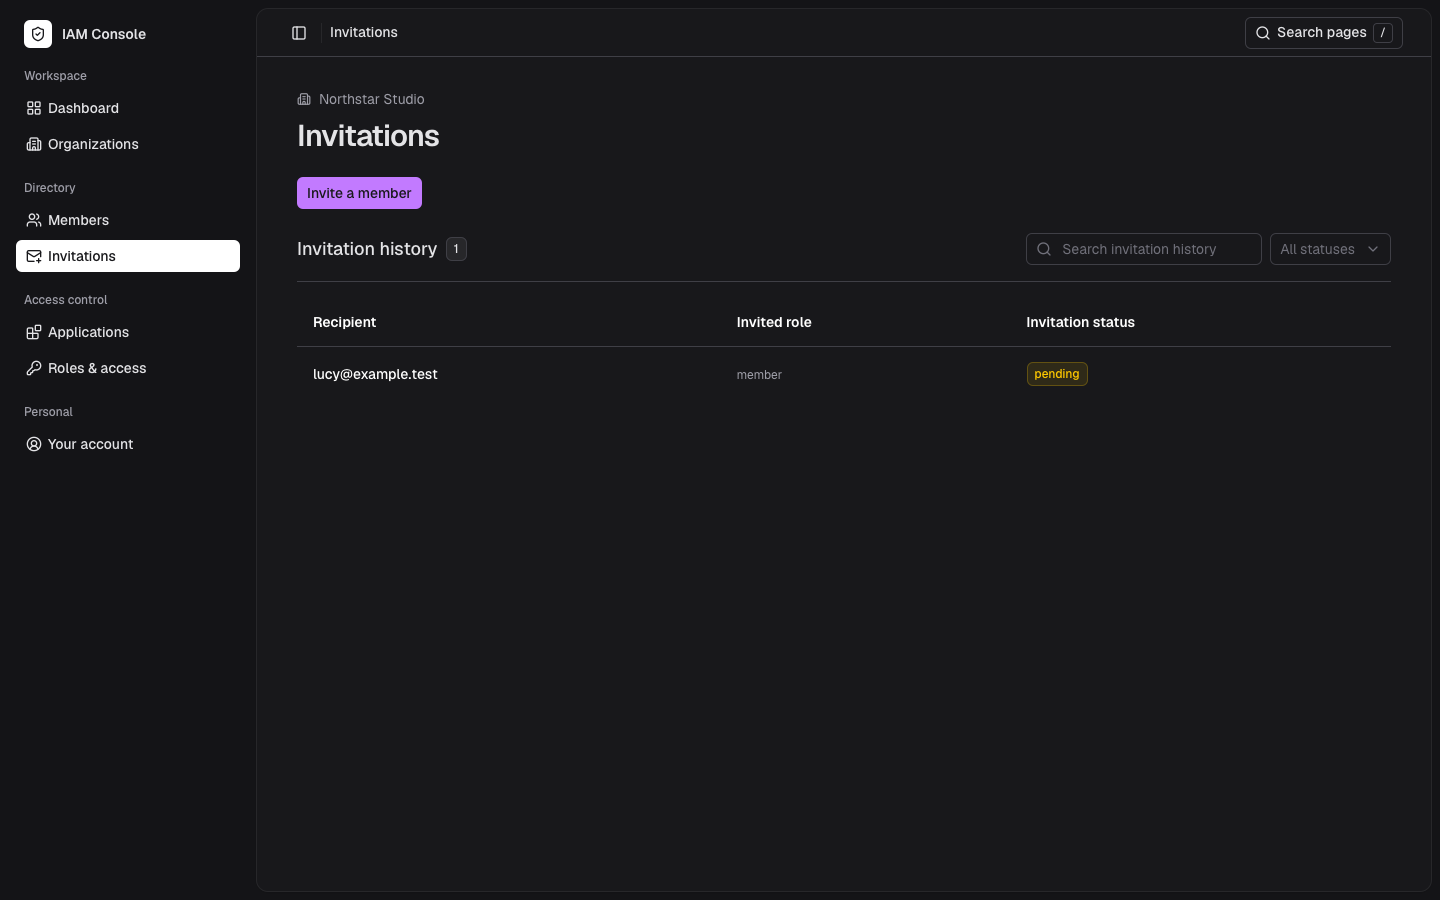 IAM Console
Workspace
Dashboard
Organizations
Directory
Members
Invitations
Access control
Applications
Roles & access
Personal
Your account
Invitations
Search pages /
Northstar Studio
Invitations
Invite a member
Invitation history 1
Search invitation history
All statuses
Recipient Invited role Invitation status
lucy@example.test member pending